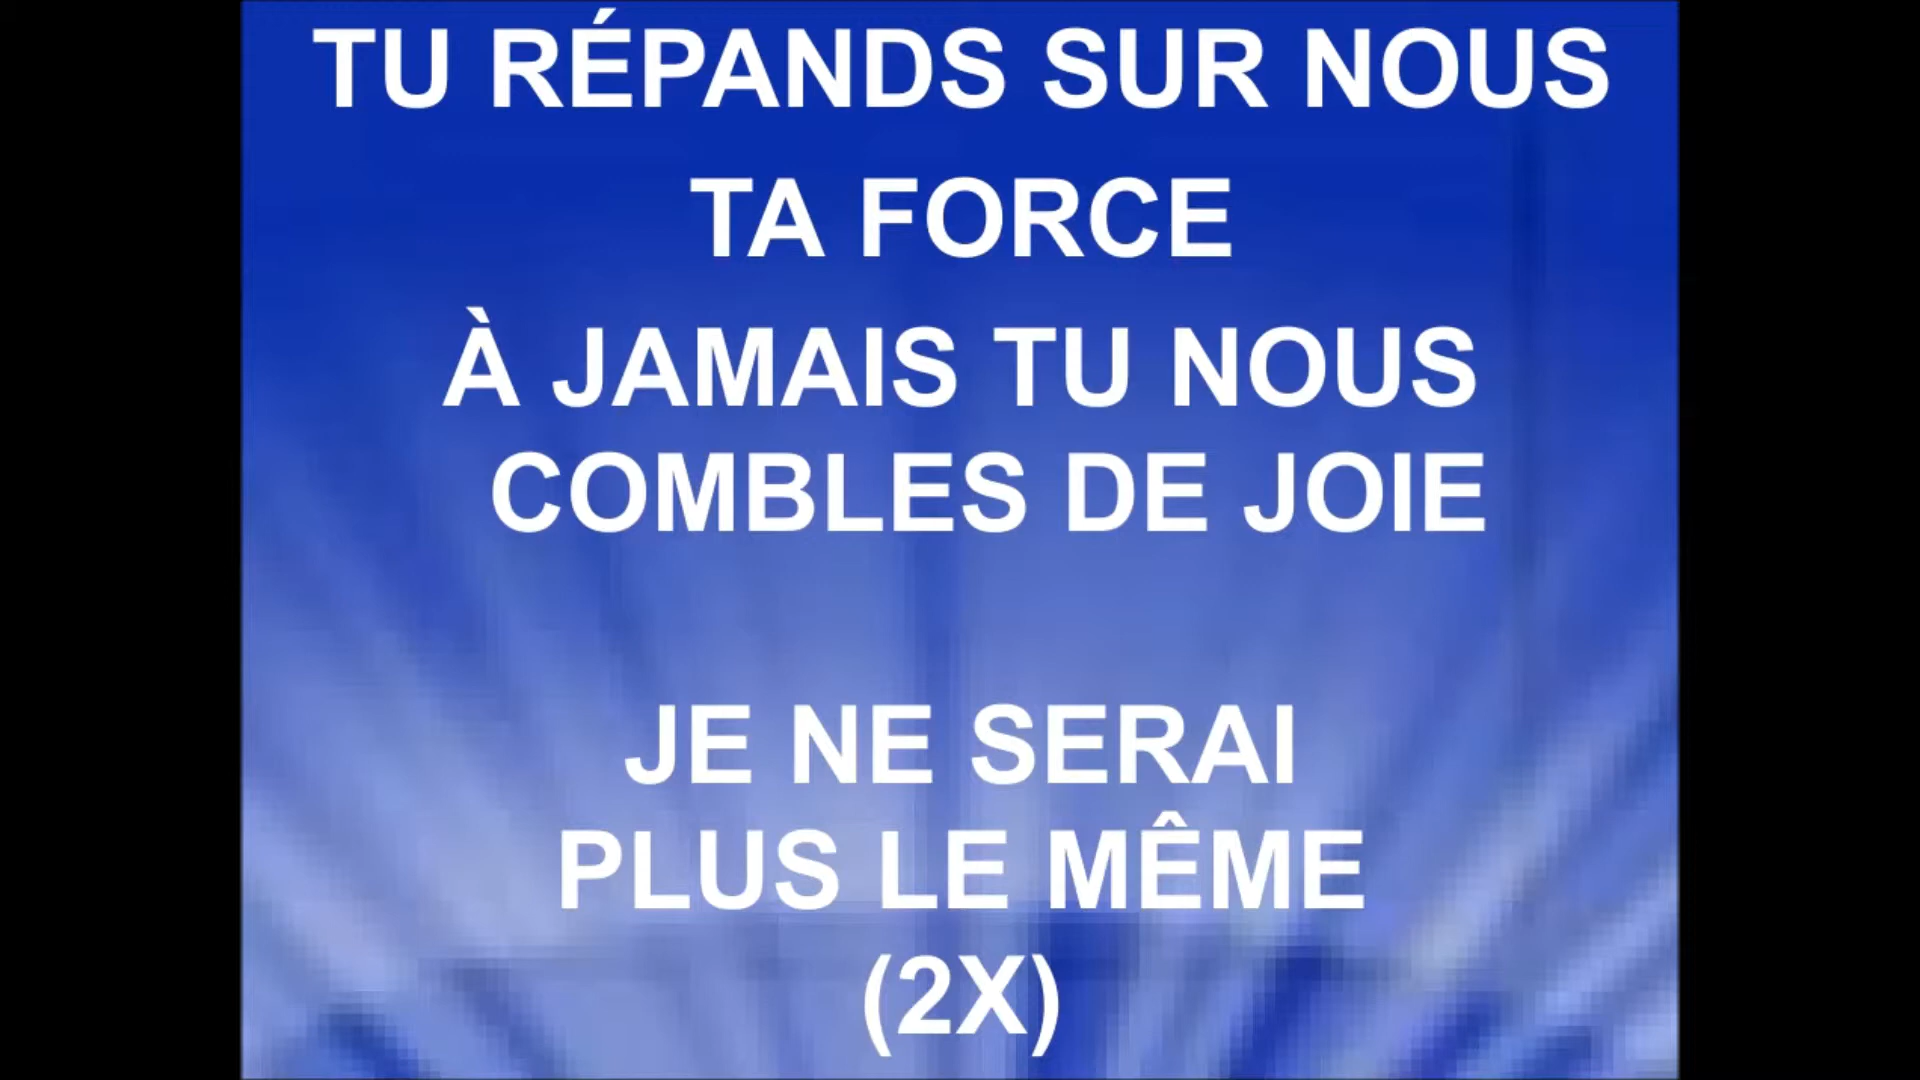 TU RÉPANDS SUR NOUS
TA FORCE
À JAMAIS TU NOUS
COMBLES DE JOIE
JE NE SERAI
PLUS LE MÊME
(2X)